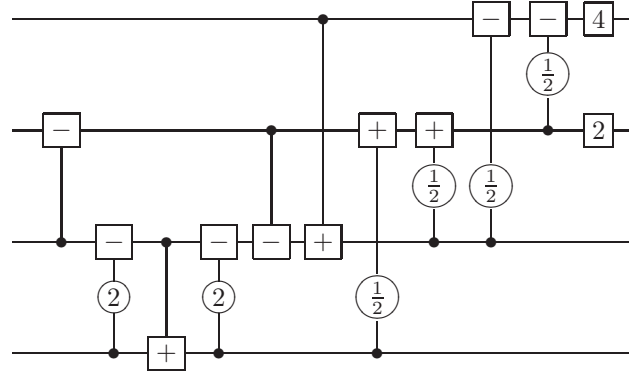 − − 4
1/2
− + + 2
1/2 1/2
− − − +
2 2 1/2
+